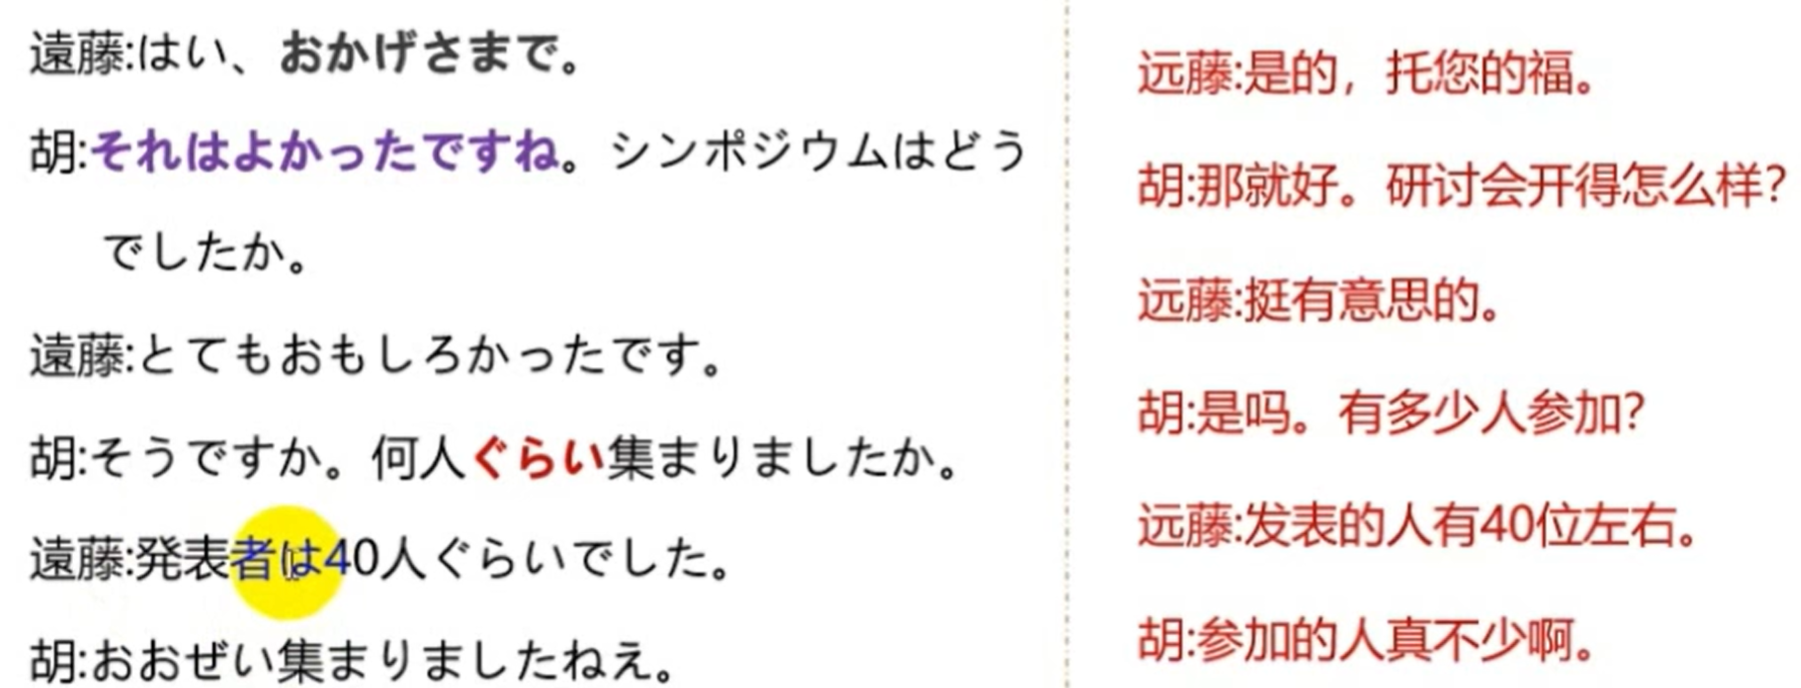 遠藤:はい、おかげさまで。
胡:それはよかったですね。シンポジウムはどう
でしたか。
遠藤:とてもおもしろかったです。
胡:そうですか。何人ぐらい集まりましたか。
遠藤:発表者は40人ぐらいでした。
胡:おおぜい集まりましたねえ。
远藤:是的，托您的福。
胡:那就好。研讨会开得怎么样?
远藤:挺有意思的。
胡:是吗。有多少人参加?
远藤:发表的人有40位左右。
胡:参加的人真不少啊。